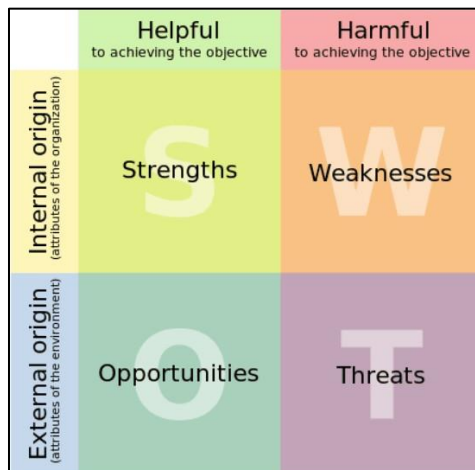 Helpful
to achieving the objective
Harmful
to achieving the objective
Internal origin
(attributes of the organization)
S
Strengths
W
Weaknesses
External origin
(attributes of the environment)
O
Opportunities
T
Threats